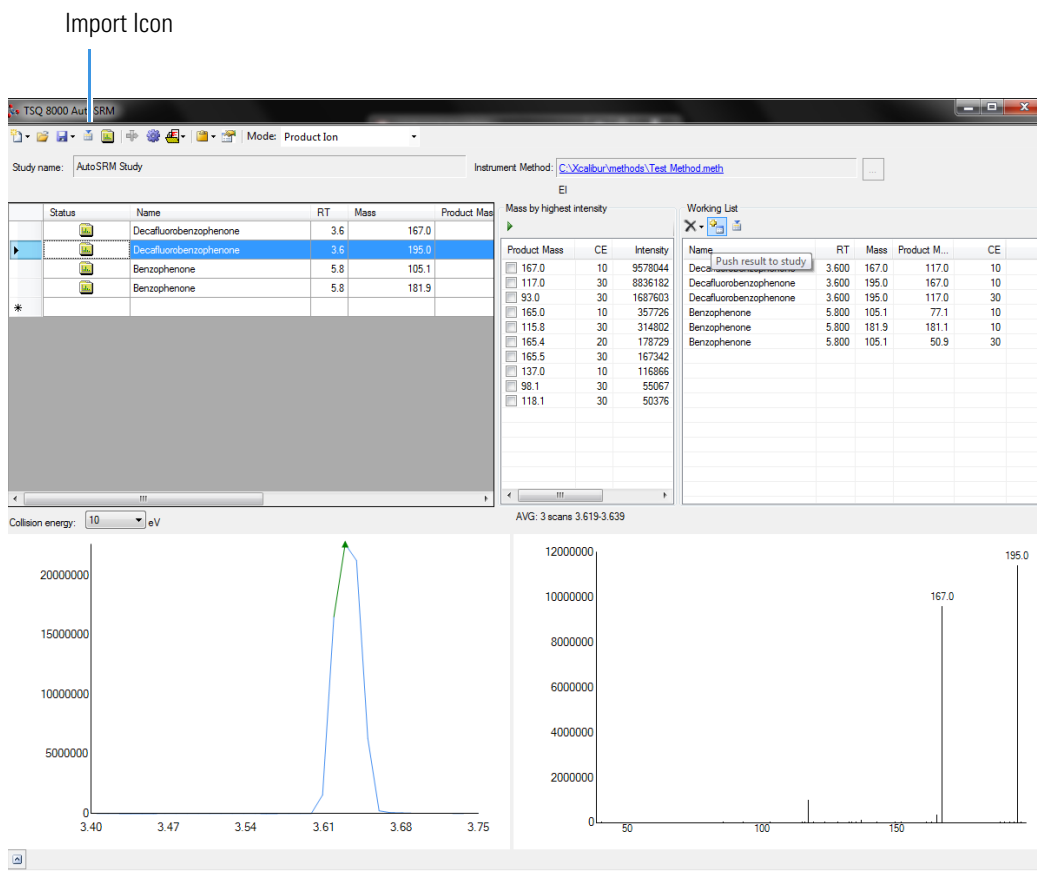 Import Icon
TSQ 8000 AutoSRM
Mode: Product Ion
Study name: AutoSRM Study Instrument Method: C:\Xcalibur\methods\Test Method.meth ...
EI
Status Name RT Mass Product Mas
Decafluorobenzophenone 3.6 167.0
Decafluorobenzophenone 3.6 195.0
Benzophenone 5.8 105.1
Benzophenone 5.8 181.9
Mass by highest intensity
Product Mass CE Intensity
167.0 10 9578044
117.0 30 8836182
93.0 30 1687603
165.0 10 357726
115.8 30 314802
165.4 20 178729
165.5 30 167342
137.0 10 116866
98.1 30 55067
118.1 30 50376
Working List
Name RT Mass Product M... CE
Push result to study
Decafluorobenzophenone 3.600 167.0 117.0 10
Decafluorobenzophenone 3.600 195.0 167.0 10
Decafluorobenzophenone 3.600 195.0 117.0 30
Benzophenone 5.800 105.1 77.1 10
Benzophenone 5.800 181.9 181.1 10
Benzophenone 5.800 105.1 50.9 30
Collision energy: 10 eV
AVG: 3 scans 3.619-3.639
20000000
15000000
10000000
5000000
0
3.40 3.47 3.54 3.61 3.68 3.75
12000000
10000000
8000000
6000000
4000000
2000000
0
195.0
167.0
50 100 150